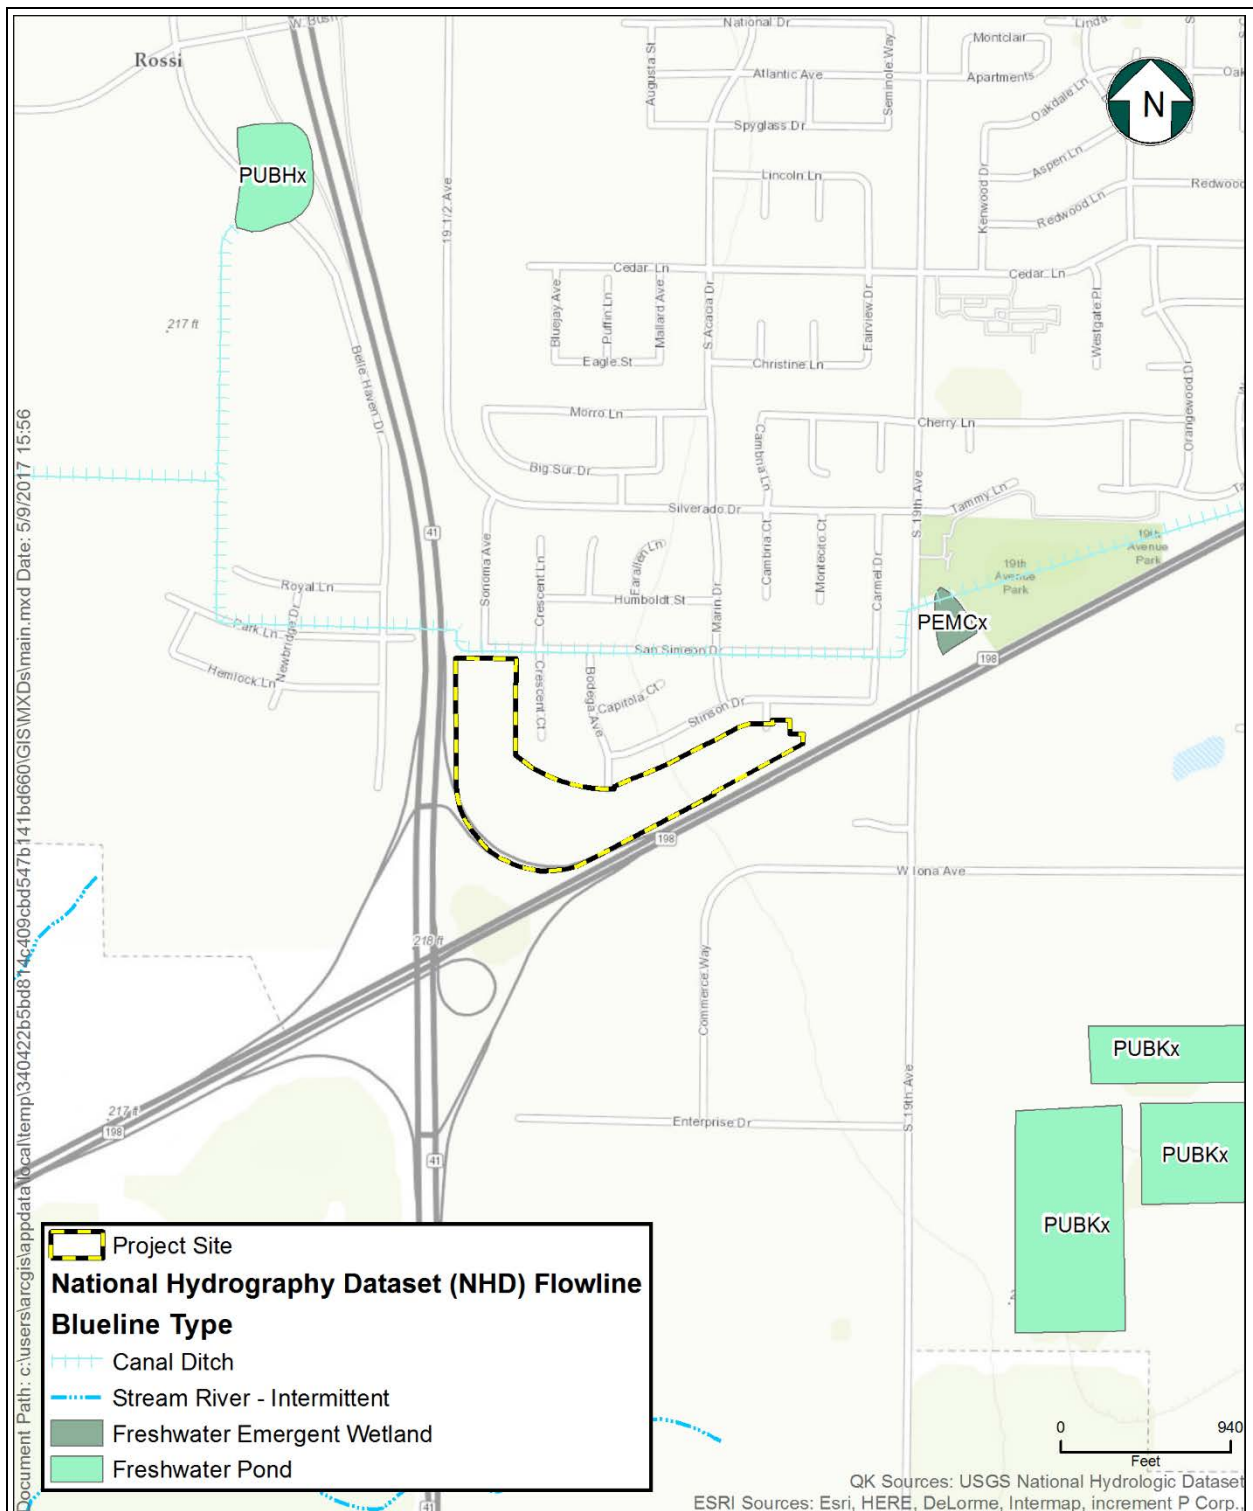 W. Bush
National Dr
Linda
Rossi
Augusta St
Seminole Way
Montclair
Apartments
Atlantic Ave
Oak
N
Spyglass Dr
Oakdale Ln
PUBHx
Lincoln Ln
Kenwood Dr
Aspen Ln
Redwood
Redwood Ln
19 1/2 Ave
Cedar Ln
Cedar Ln
S Acacia Dr
Fairview Dr
Bluejay Ave
Puffin Ln
Mallard Ave
Westgate Pl
217 ft
Belle Haven Dr
Eagle St
Christine Ln
Orangewood Dr
Morro Ln
Cherry Ln
Cambria Ln
Big Sur Dr
S 19th Ave
Tammy Ln
Silverado Dr
41
Sonoma Ave
Crescent Ln
Farallen Ln
Cambria Ct
Montecito Ct
Carmel Dr
19th
Avenue
Park
19th
Avenue
Park
Royal Ln
Humboldt St
Marin Dr
Park Ln
Newbridge Dr
PEMCx
Hemlock Ln
San Simeon Dr
198
Crescent Ct
Bodega Ave
Capitola Ct
Stinson Dr
198
W Iona Ave
218 ft
Commerce Way
S 19th Ave
PUBKx
217 ft
198
Enterprise Dr
41
PUBKx
PUBKx
Project Site
National Hydrography Dataset (NHD) Flowline
Blueline Type
Canal Ditch
Stream River - Intermittent
Freshwater Emergent Wetland
Freshwater Pond
0 940
Feet
41
QK Sources: USGS National Hydrologic Dataset
ESRI Sources: Esri, HERE, DeLorme, Intermap, increment P Corp.,